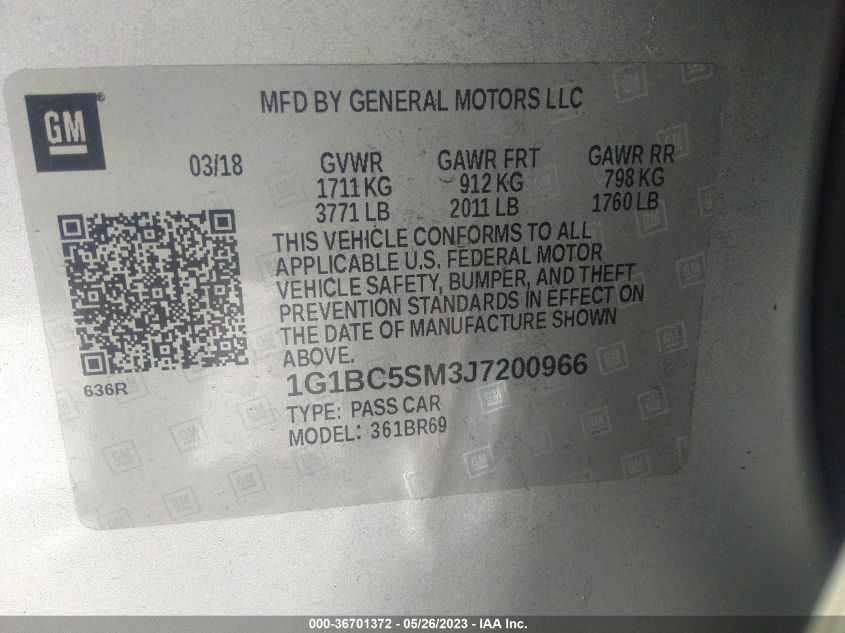 GM®
MFD BY GENERAL MOTORS LLC
03/18
GVWR GAWR FRT GAWR RR
1711 KG 912 KG 798 KG
3771 LB 2011 LB 1760 LB
THIS VEHICLE CONFORMS TO ALL
APPLICABLE U.S. FEDERAL MOTOR
VEHICLE SAFETY, BUMPER, AND THEFT
PREVENTION STANDARDS IN EFFECT ON
THE DATE OF MANUFACTURE SHOWN
ABOVE.
636R
1G1BC5SM3J7200966
TYPE: PASS CAR
MODEL: 361BR69
000-36701372 - 05/26/2023 - www.iaai.com. -